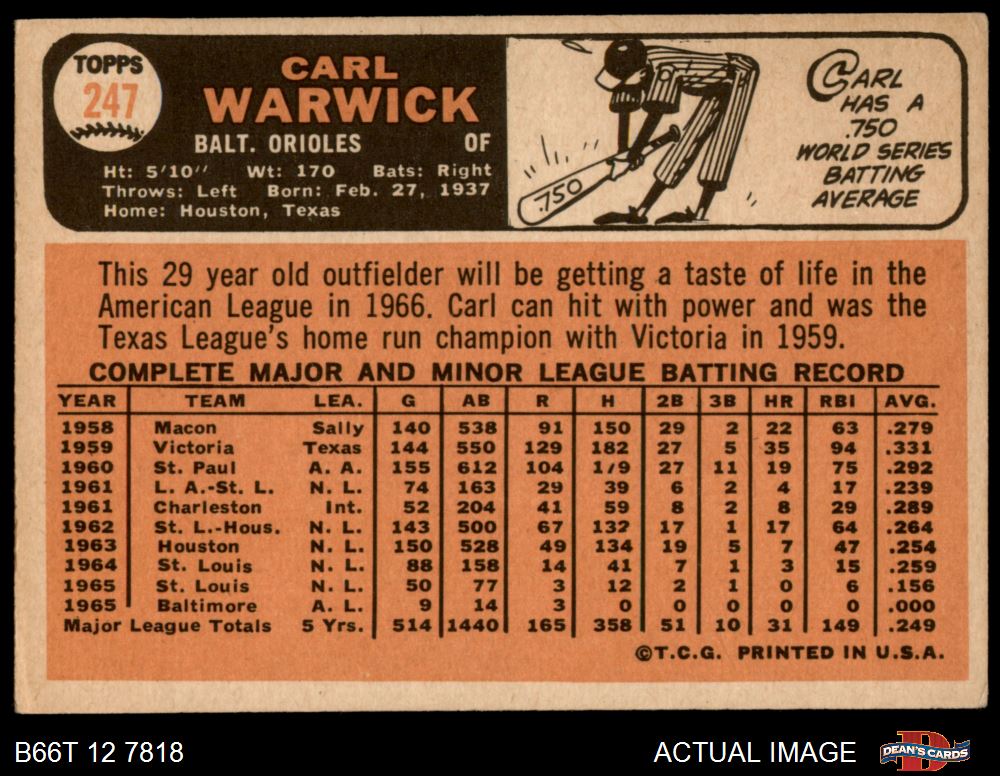 TOPPS
247
CARL
WARWICK
BALT. ORIOLES OF
Ht: 5'10" Wt: 170 Bats: Right
Throws: Left Born: Feb. 27, 1937
Home: Houston, Texas
.750
CARL
HAS A
.750
WORLD SERIES
BATTING
AVERAGE
This 29 year old outfielder will be getting a taste of life in the
American League in 1966. Carl can hit with power and was the
Texas League's home run champion with Victoria in 1959.
COMPLETE MAJOR AND MINOR LEAGUE BATTING RECORD
YEAR TEAM LEA. G AB R H 2B 3B HR RBI AVG.
1958 Macon Sally 140 538 91 150 29 2 22 63 .279
1959 Victoria Texas 144 550 129 182 27 5 35 94 .331
1960 St. Paul A. A. 155 612 104 179 27 11 19 75 .292
1961 L. A.-St. L. N. L. 74 163 29 39 6 2 4 17 .239
1961 Charleston Int. 52 204 41 59 8 2 8 29 .289
1962 St. L.-Hous. N. L. 143 500 67 132 17 1 17 64 .264
1963 Houston N. L. 150 528 49 134 19 5 7 47 .254
1964 St. Louis N. L. 88 158 14 41 7 1 3 15 .259
1965 St. Louis N. L. 50 77 3 12 2 1 0 6 .156
1965 Baltimore A. L. 9 14 3 0 0 0 0 0 .000
Major League Totals 5 Yrs. 514 1440 165 358 51 10 31 149 .249
©T.C.G. PRINTED IN U.S.A.
B66T 12 7818 ACTUAL IMAGE D DEAN'S CARDS